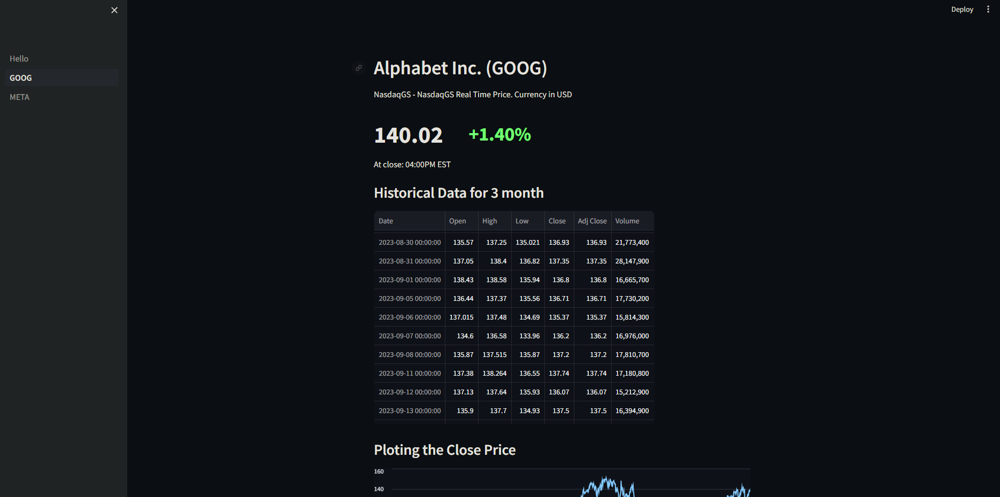 Deploy
Hello
GOOG
META
Alphabet Inc. (GOOG)
NasdaqGS - NasdaqGS Real Time Price. Currency in USD
140.02 +1.40%
At close: 04:00PM EST
Historical Data for 3 month
Date Open High Low Close Adj Close Volume
2023-08-30 00:00:00 135.57 137.25 135.021 136.93 136.93 21,773,400
2023-08-31 00:00:00 137.05 138.4 136.82 137.35 137.35 28,147,900
2023-09-01 00:00:00 138.43 138.58 135.94 136.8 136.8 16,665,700
2023-09-05 00:00:00 136.44 137.37 135.56 136.71 136.71 17,730,200
2023-09-06 00:00:00 137.015 137.48 134.69 135.37 135.37 15,814,300
2023-09-07 00:00:00 134.6 136.58 133.96 136.2 136.2 16,976,000
2023-09-08 00:00:00 135.87 137.515 135.87 137.2 137.2 17,810,700
2023-09-11 00:00:00 137.38 138.264 136.55 137.74 137.74 17,180,800
2023-09-12 00:00:00 137.13 137.64 135.93 136.07 136.07 15,212,900
2023-09-13 00:00:00 135.9 137.7 134.93 137.5 137.5 16,394,900
Ploting the Close Price
160
140